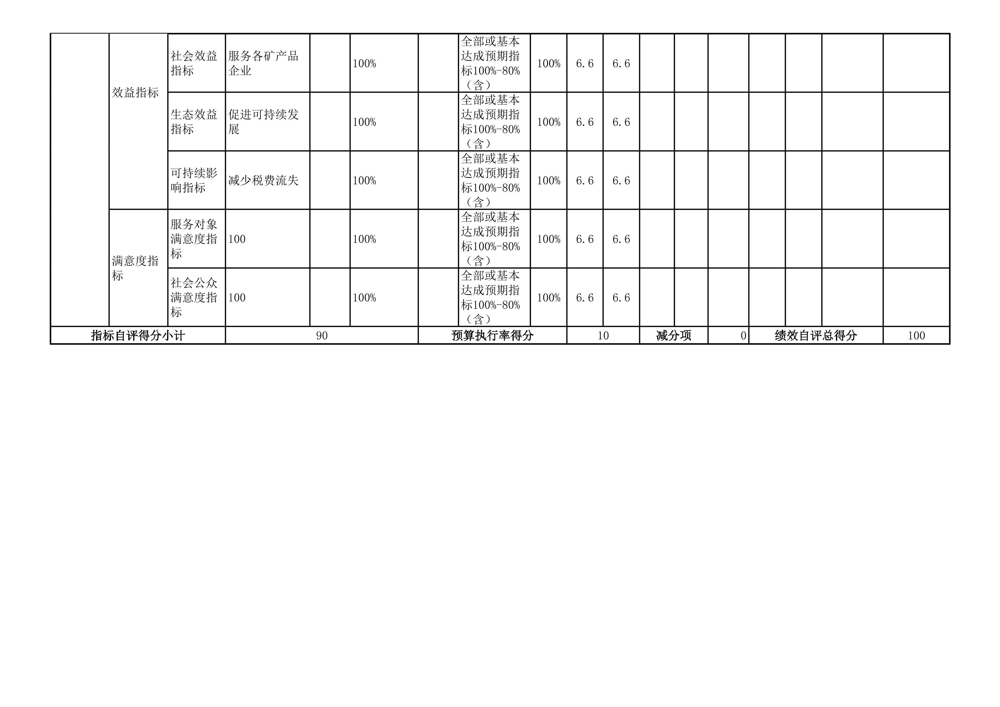 效益指标
社会效益
指标
服务各矿产品
企业
100%
全部或基本
达成预期指
标100%-80%
（含）
100%
6.6
6.6
生态效益
指标
促进可持续发
展
100%
全部或基本
达成预期指
标100%-80%
（含）
100%
6.6
6.6
可持续影
响指标
减少税费流失
100%
全部或基本
达成预期指
标100%-80%
（含）
100%
6.6
6.6
满意度指
标
服务对象
满意度指
标
100
100%
全部或基本
达成预期指
标100%-80%
（含）
100%
6.6
6.6
社会公众
满意度指
标
100
100%
全部或基本
达成预期指
标100%-80%
（含）
100%
6.6
6.6
指标自评得分小计
90
预算执行率得分
10
减分项
0
绩效自评总得分
100